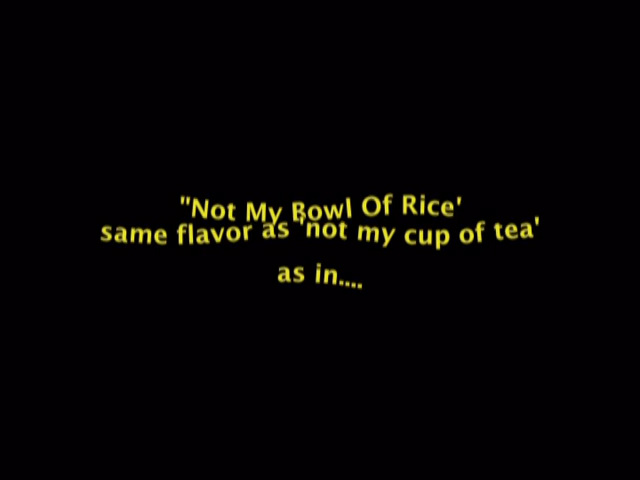 "Not My Bowl Of Rice'
same flavor as 'not my cup of tea'
as in....